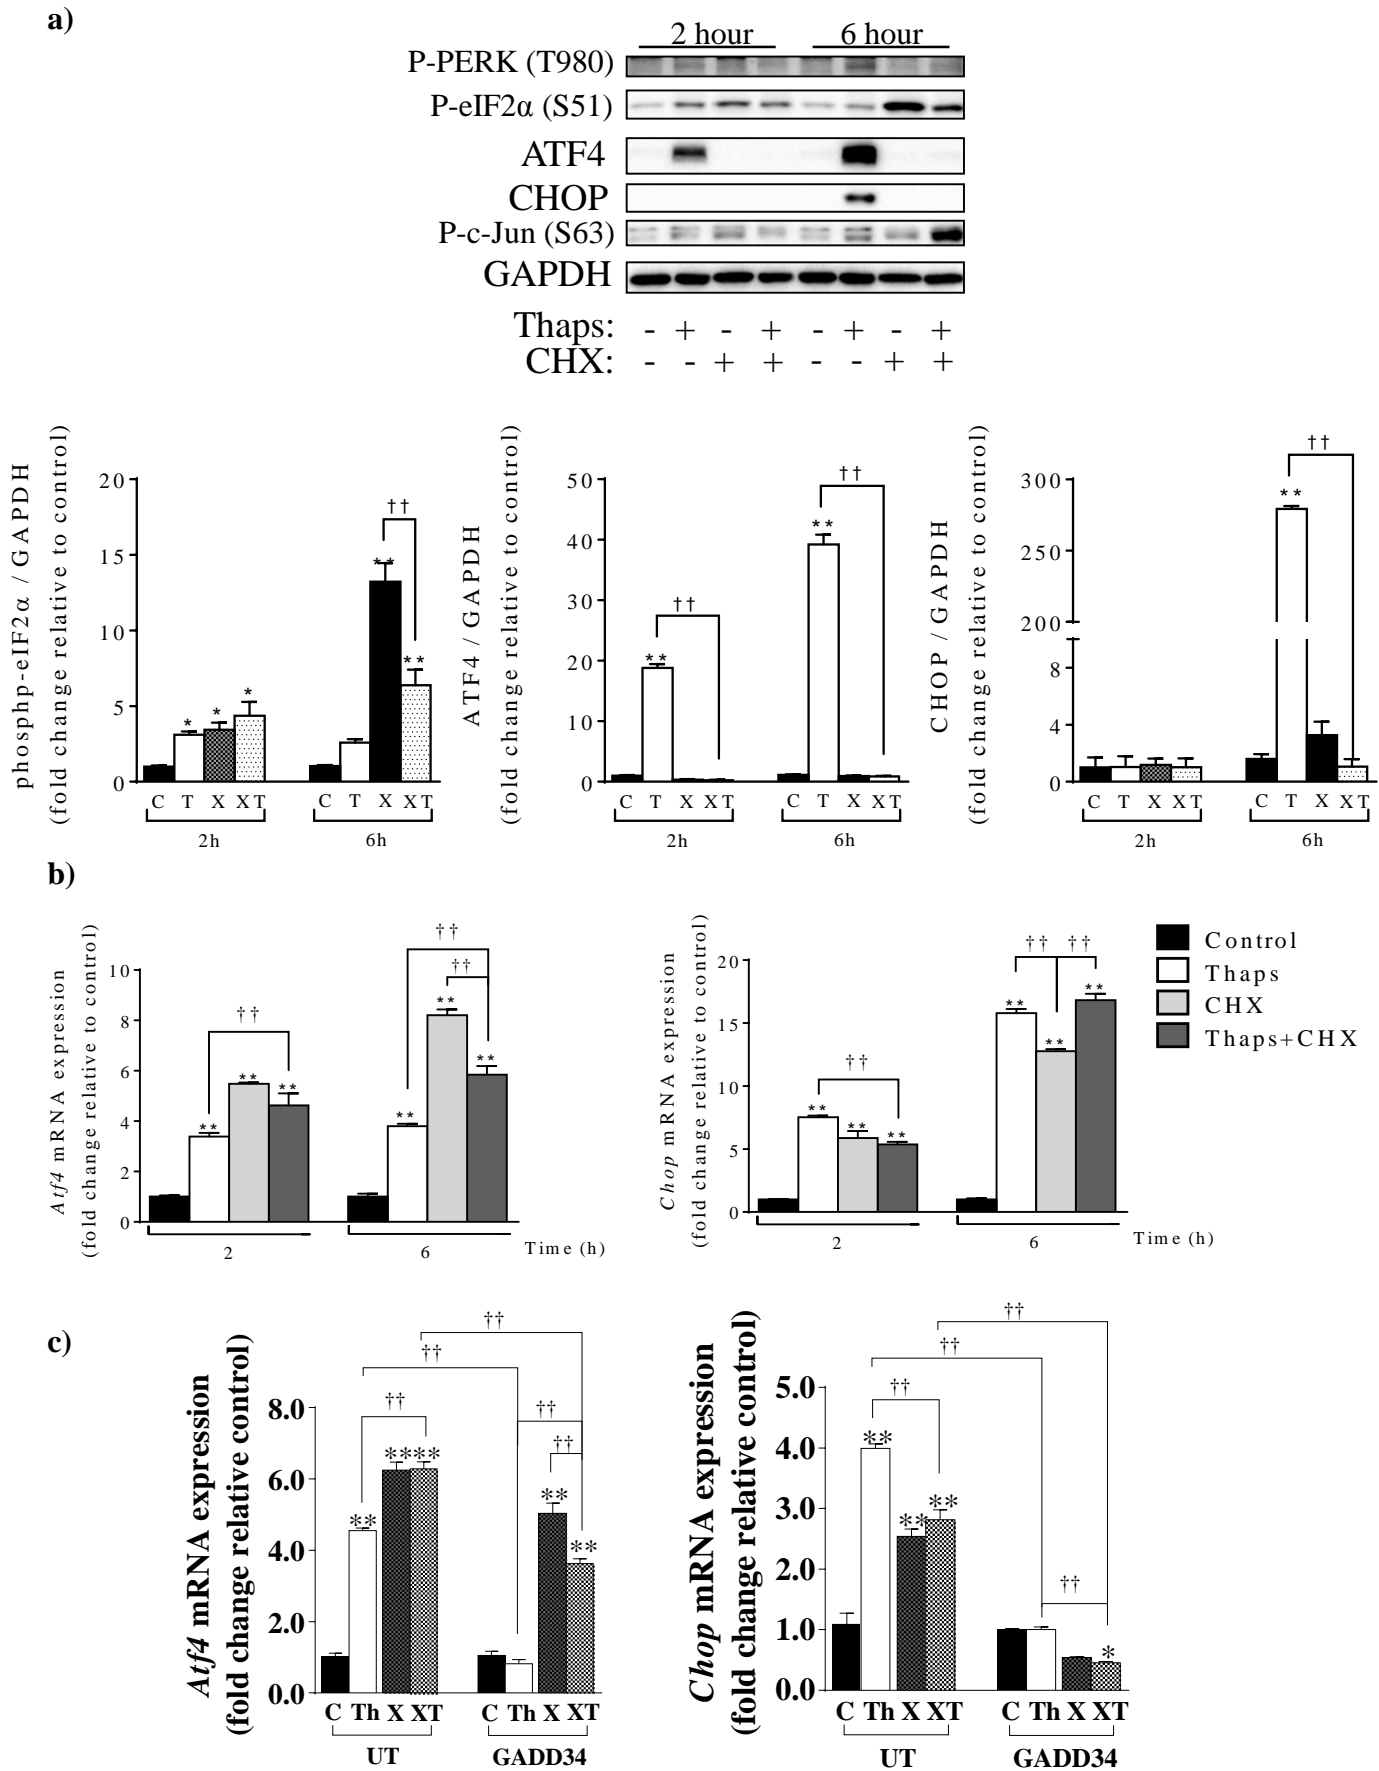 a)
2 hour 6 hour
P-PERK (T980)
P-eIF2α (S51)
ATF4
CHOP
P-c-Jun (S63)
GAPDH
Thaps: - + - + - + - +
CHX: - - + + - - + +
phosphp-eIF2α / GAPDH
(fold change relative to control)
20
15
10
5
0
* * * ** ** ††
C T X XT C T X XT
2h 6h
ATF4 / GAPDH
(fold change relative to control)
50
40
30
20
10
0
** †† ** ††
C T X XT C T X XT
2h 6h
CHOP / GAPDH
(fold change relative to control)
300
250
200
8
4
0
** ††
C T X XT C T X XT
2h 6h
b)
Atf4 mRNA expression
(fold change relative to control)
10
8
6
4
2
0
†† †† ††
** ** ** ** ** **
2 6 Time (h)
Chop mRNA expression
(fold change relative to control)
20
15
10
5
0
†† †† ††
** ** ** ** ** **
2 6 Time (h)
Control
Thaps
CHX
Thaps+CHX
c)
Atf4 mRNA expression
(fold change relative control)
8.0
6.0
4.0
2.0
0.0
†† †† †† †† ††
** **** ** **
C Th X XT C Th X XT
UT GADD34
Chop mRNA expression
(fold change relative control)
5.0
4.0
3.0
2.0
1.0
0.0
†† †† †† ††
** ** ** *
C Th X XT C Th X XT
UT GADD34